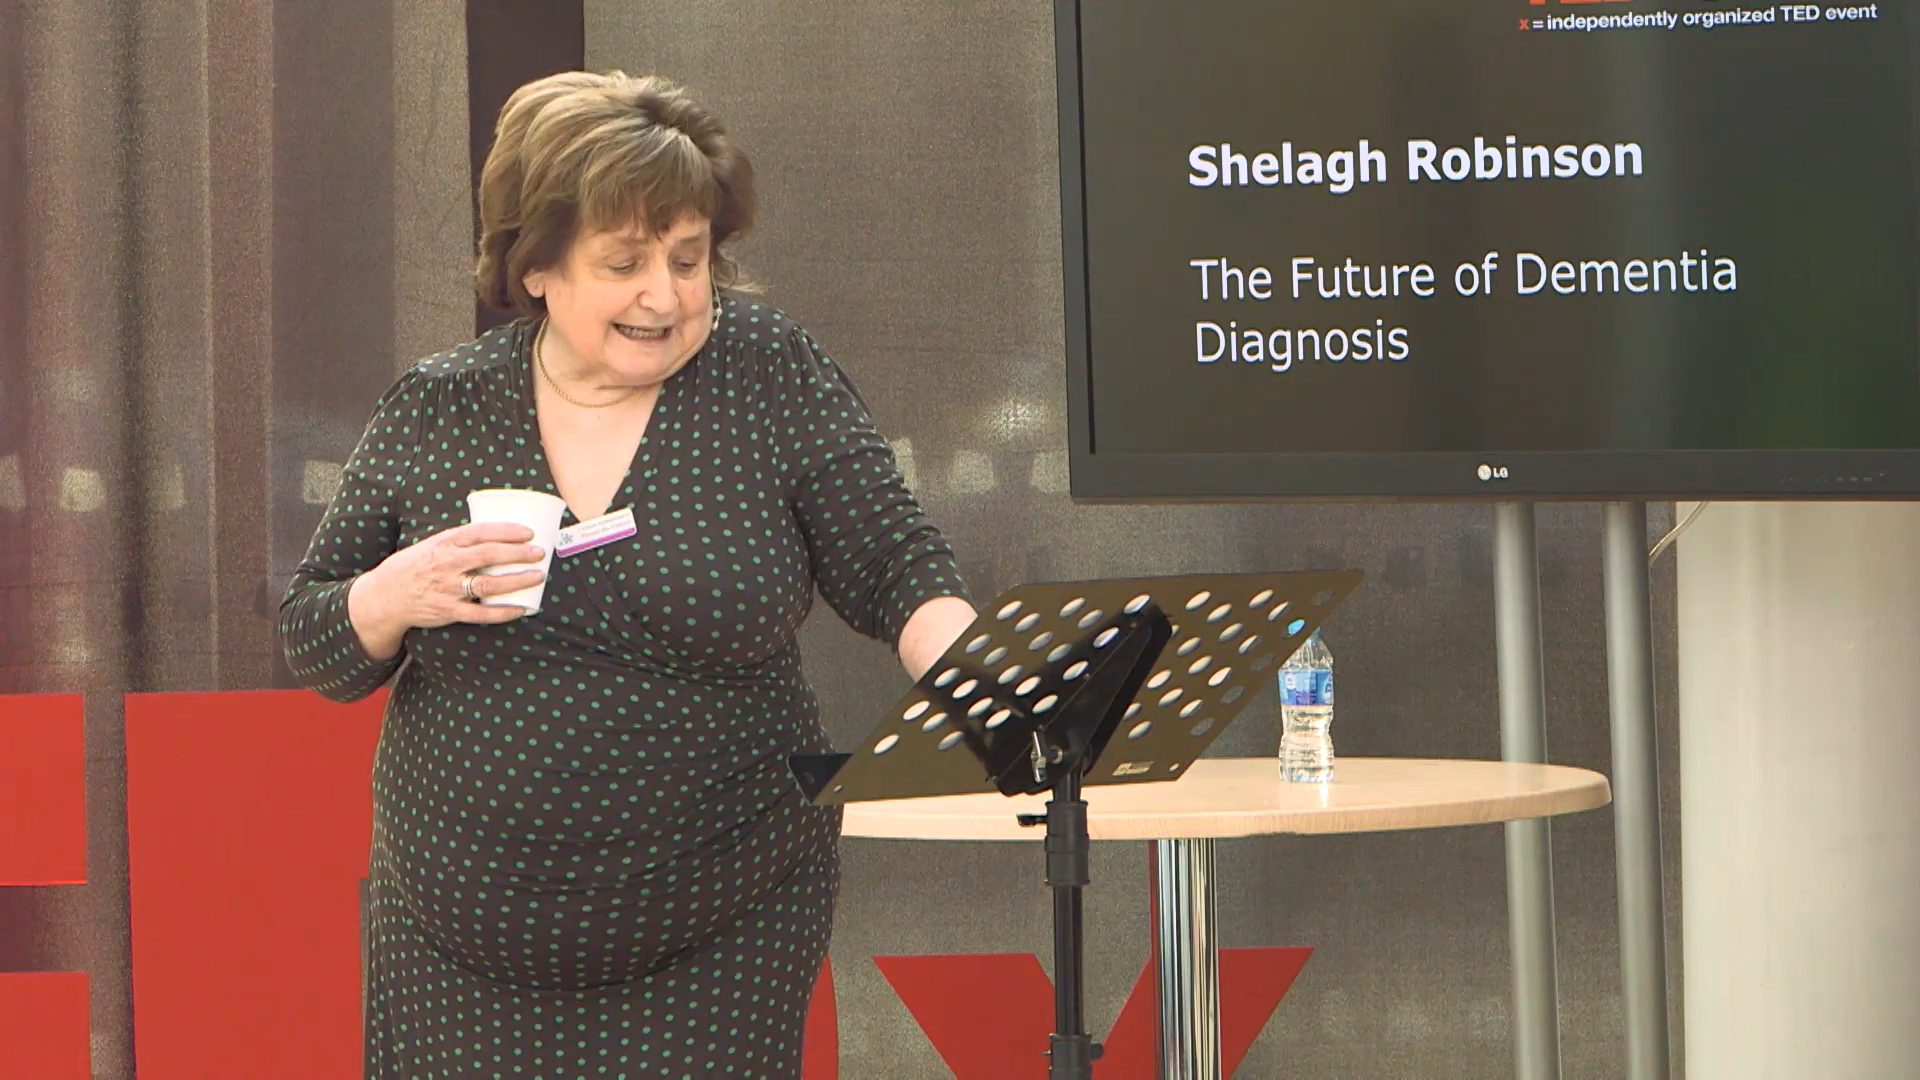 x = independently organized TED event
Shelagh Robinson
The Future of Dementia
Diagnosis
LG